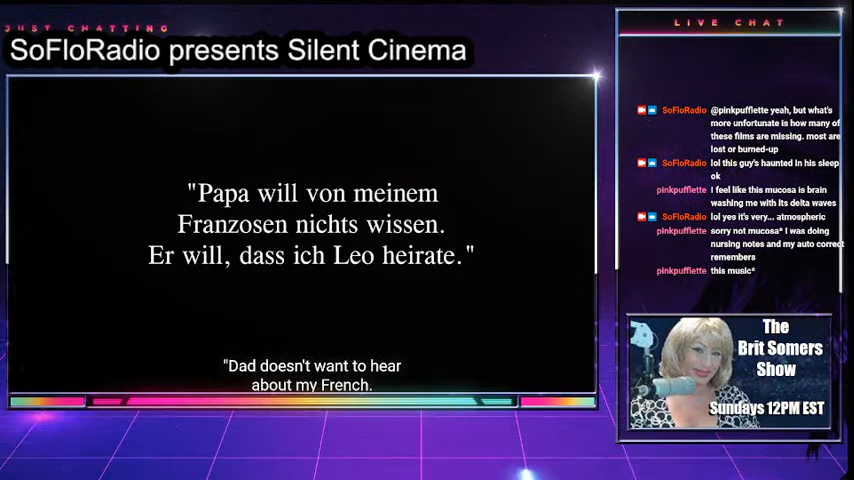 JUST CHATTING
SoFloRadio presents Silent Cinema
"Papa will von meinem
Franzosen nichts wissen.
Er will, dass ich Leo heirate."
"Dad doesn't want to hear
about my French.
LIVE CHAT
SoFloRadio @pinkpufflette yeah, but what's
more unfortunate is how many of
these films are missing. most are
lost or burned-up
SoFloRadio lol this guy's haunted in his sleep
ok
pinkpufflette I feel like this mucosa is brain
washing me with its delta waves
SoFloRadio lol yes it's very... atmospheric
pinkpufflette sorry not mucosa* I was doing
nursing notes and my auto correct
remembers
pinkpufflette this music*
The
Brit Somers
Show
Sundays 12PM EST